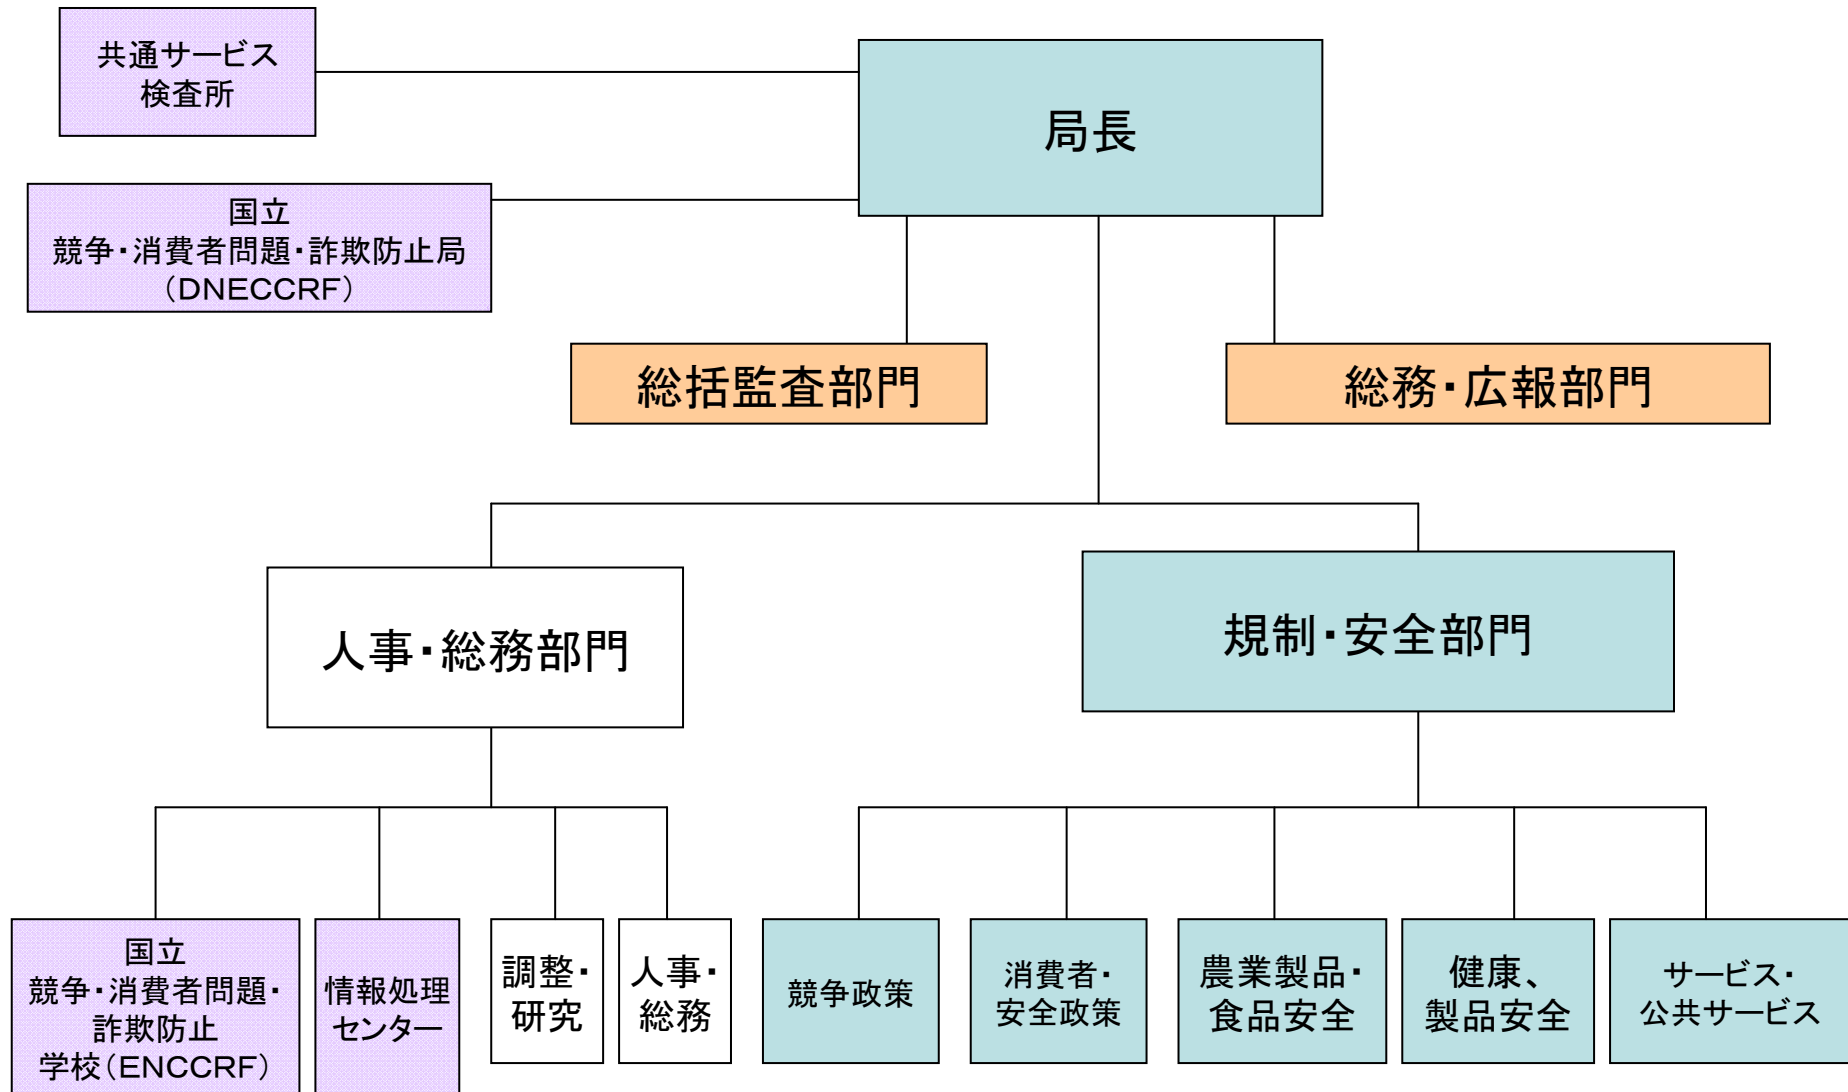 共通サービス
検査所
局長
国立
競争・消費者問題・詐欺防止局
（DNECCRF）
総括監査部門
総務・広報部門
人事・総務部門
規制・安全部門
国立
競争・消費者問題・
詐欺防止
学校（ENCCRF）
情報処理
センター
調整・
研究
人事・
総務
競争政策
消費者・
安全政策
農業製品・
食品安全
健康、
製品安全
サービス・
公共サービス